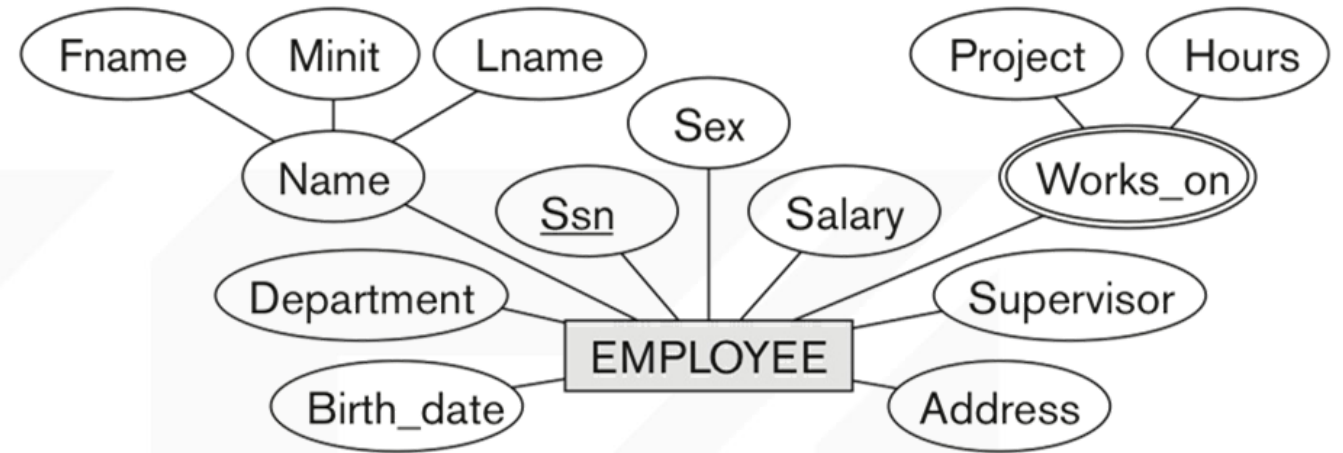 Fname
Minit
Lname
Project
Hours
Sex
Name
Works_on
Ssn
Salary
Department
Supervisor
EMPLOYEE
Birth_date
Address